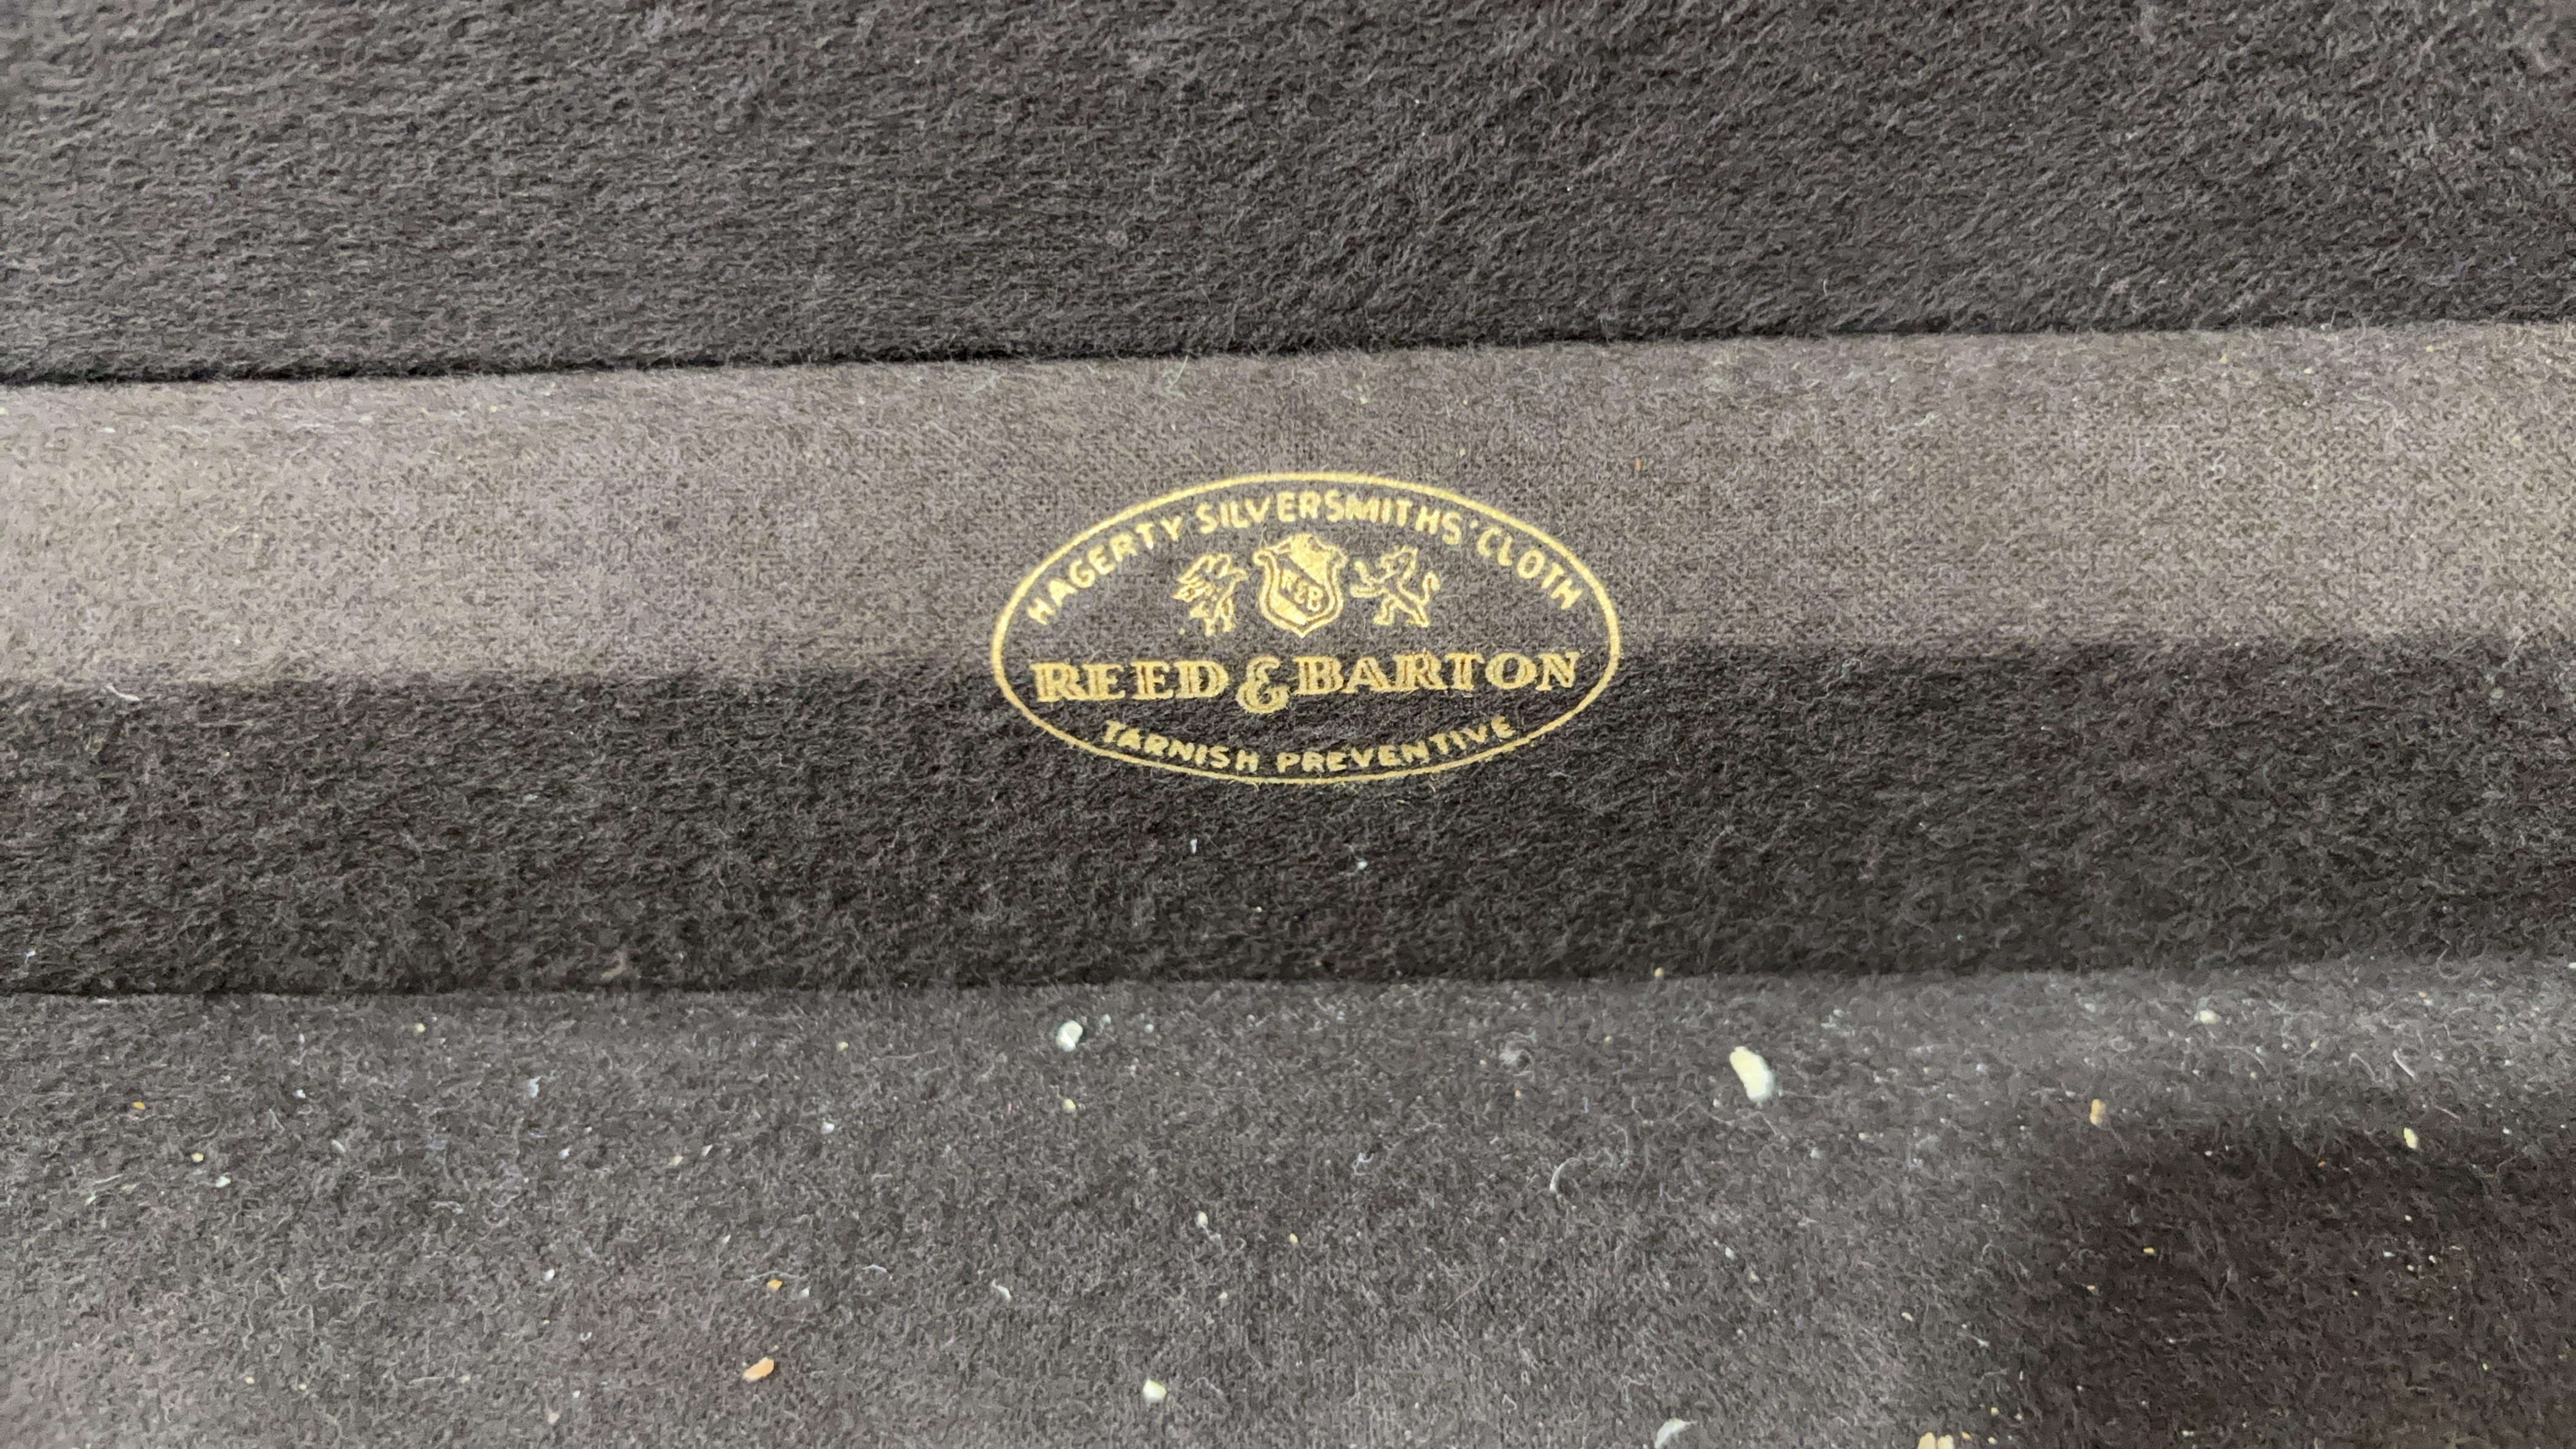 HAGERTY SILVERSMITHS' CLOTH
R&B
REED & BARTON
TARNISH PREVENTIVE